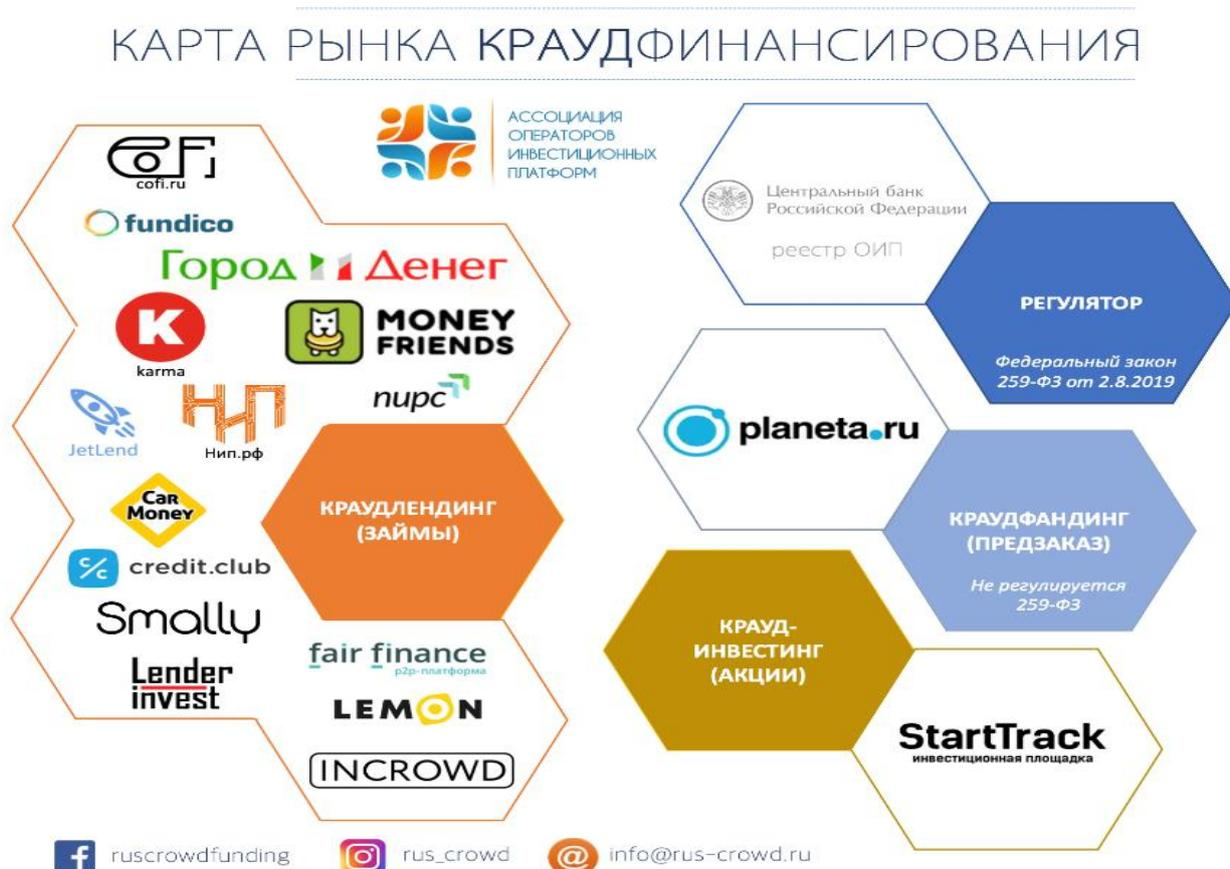 КАРТА РЫНКА КРАУДФИНАНСИРОВАНИЯ
АССОЦИАЦИЯ
ОПЕРАТОРОВ
ИНВЕСТИЦИОННЫХ
ПЛАТФОРМ
CoFi
cofi.ru
fundico
Город Денег
K
karma
MONEY
FRIENDS
nupc
JetLend
НИП
Нип.рф
CAR
MONEY
c/c credit.club
Smally
Lender
invest
КРАУДЛЕНДИНГ
(ЗАЙМЫ)
fair finance
p2p-платформа
LEMON
INCROWD
Центральный банк
Российской Федерации
реестр ОИП
РЕГУЛЯТОР
Федеральный закон
259-ФЗ от 2.8.2019
planeta.ru
КРАУДФАНДИНГ
(ПРЕДЗАКАЗ)
Не регулируется
259-ФЗ
КРАУД-
ИНВЕСТИНГ
(АКЦИИ)
StartTrack
инвестиционная площадка
f ruscrowdfunding
rus_crowd
@ info@rus-crowd.ru